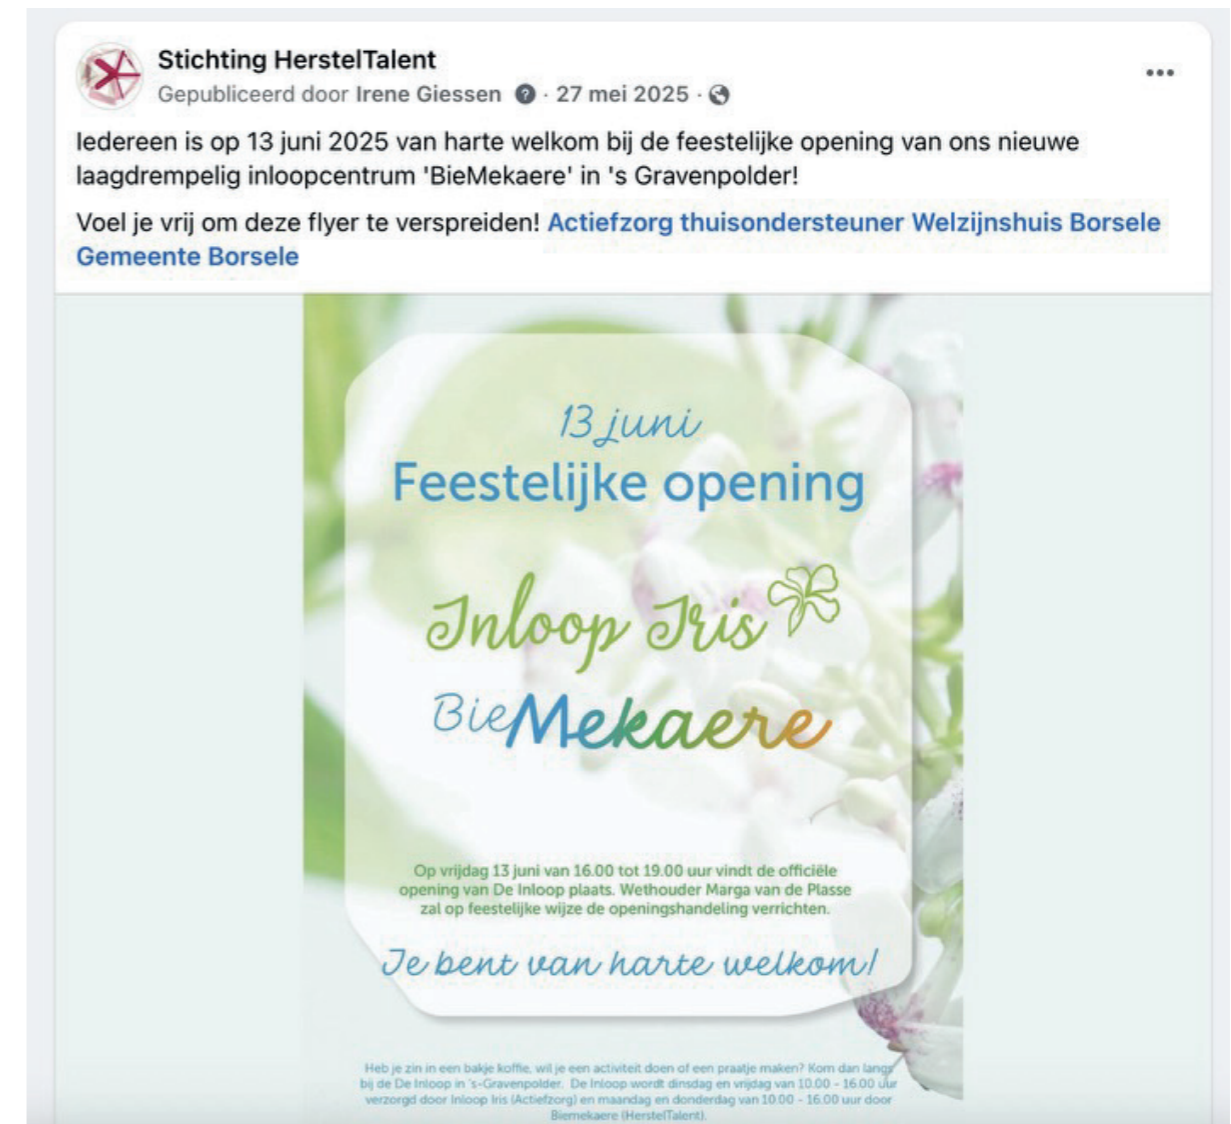 Stichting HerstelTalent
Gepubliceerd door Irene Giessen · 27 mei 2025 ·
Iedereen is op 13 juni 2025 van harte welkom bij de feestelijke opening van ons nieuwe
laagdrempelig inloopcentrum 'BieMekaere' in 's Gravenpolder!
Voel je vrij om deze flyer te verspreiden! Actiefzorg thuisondersteuner Welzijnshuis Borsele
Gemeente Borsele
13 juni
Feestelijke opening
Inloop Iris
BieMekaere
Op vrijdag 13 juni van 16.00 tot 19.00 uur vindt de officiële
opening van De Inloop plaats. Wethouder Marga van de Plasse
zal op feestelijke wijze de openingshandeling verrichten.
Je bent van harte welkom!
Heb je zin in een bakje koffie, wil je een activiteit doen of een praatje maken? Kom dan langs
bij de De Inloop in 's-Gravenpolder. De Inloop wordt dinsdag en vrijdag van 10.00 - 16.00 uur
verzorgd door Inloop Iris (Actiefzorg) en maandag en donderdag van 10.00 - 16.00 uur door
Biemekaere (HerstelTalent).